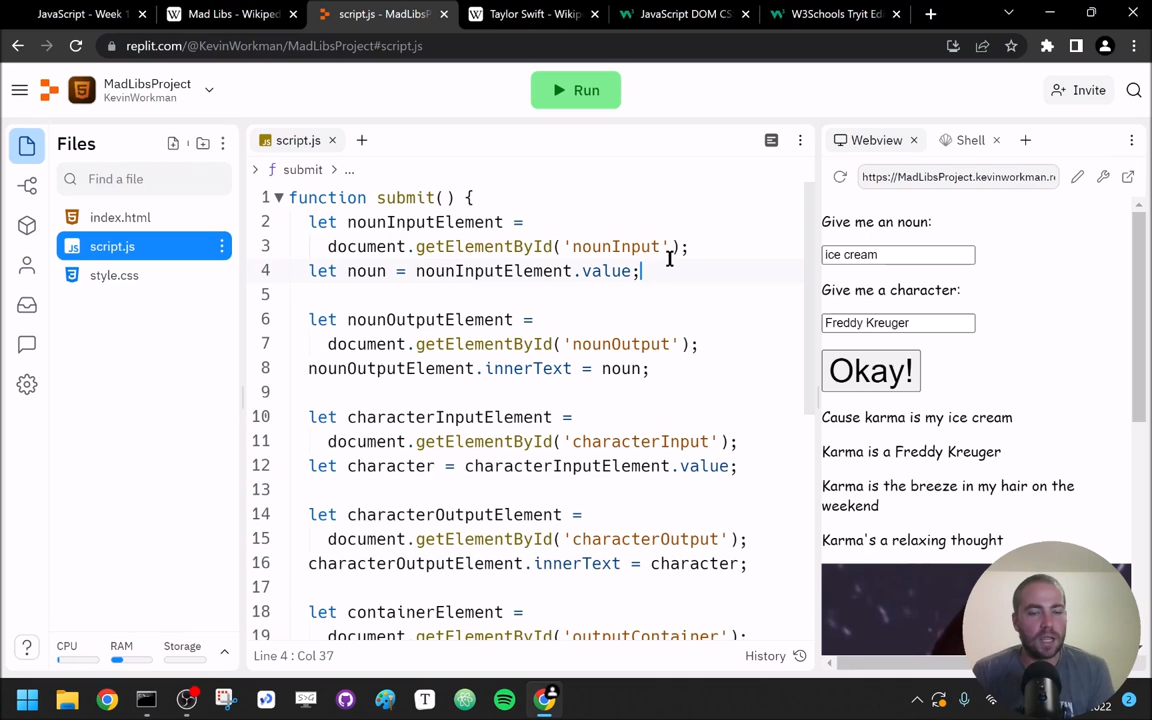 JavaScript - Week 1
Mad Libs - Wikiped
script.js - MadLibsP
Taylor Swift - Wikip
JavaScript DOM CS
W3Schools Tryit Ed
replit.com/@KevinWorkman/MadLibsProject#script.js
MadLibsProject
KevinWorkman
Run
Invite
Files
script.js
Webview
Shell
submit
...
Find a file
https://MadLibsProject.kevinworkman.re
index.html
script.js
style.css
1 function submit() {
2 let nounInputElement =
3 document.getElementById('nounInput');
4 let noun = nounInputElement.value;
5
6 let nounOutputElement =
7 document.getElementById('nounOutput');
8 nounOutputElement.innerText = noun;
9
10 let characterInputElement =
11 document.getElementById('characterInput');
12 let character = characterInputElement.value;
13
14 let characterOutputElement =
15 document.getElementById('characterOutput');
16 characterOutputElement.innerText = character;
17
18 let containerElement =
19 document.getElementById('outputContainer');
Give me an noun:
ice cream
Give me a character:
Freddy Kreuger
Okay!
Cause karma is my ice cream
Karma is a Freddy Kreuger
Karma is the breeze in my hair on the
weekend
Karma's a relaxing thought
CPU
RAM
Storage
Line 4 : Col 37
History
2022